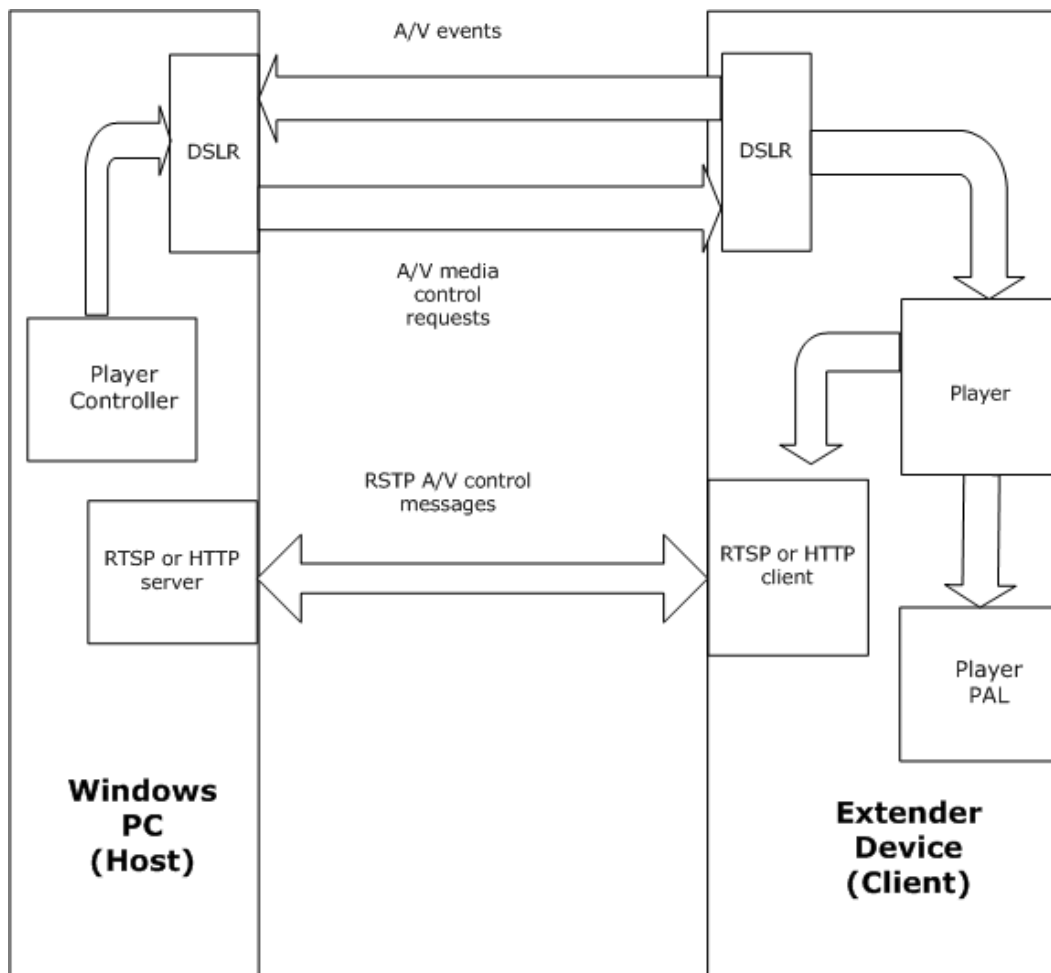 A/V events
DSLR
DSLR
A/V media
control
requests
Player
Controller
Player
RSTP A/V control
messages
RTSP or HTTP
server
RTSP or HTTP
client
Player
PAL
Windows
PC
(Host)
Extender
Device
(Client)